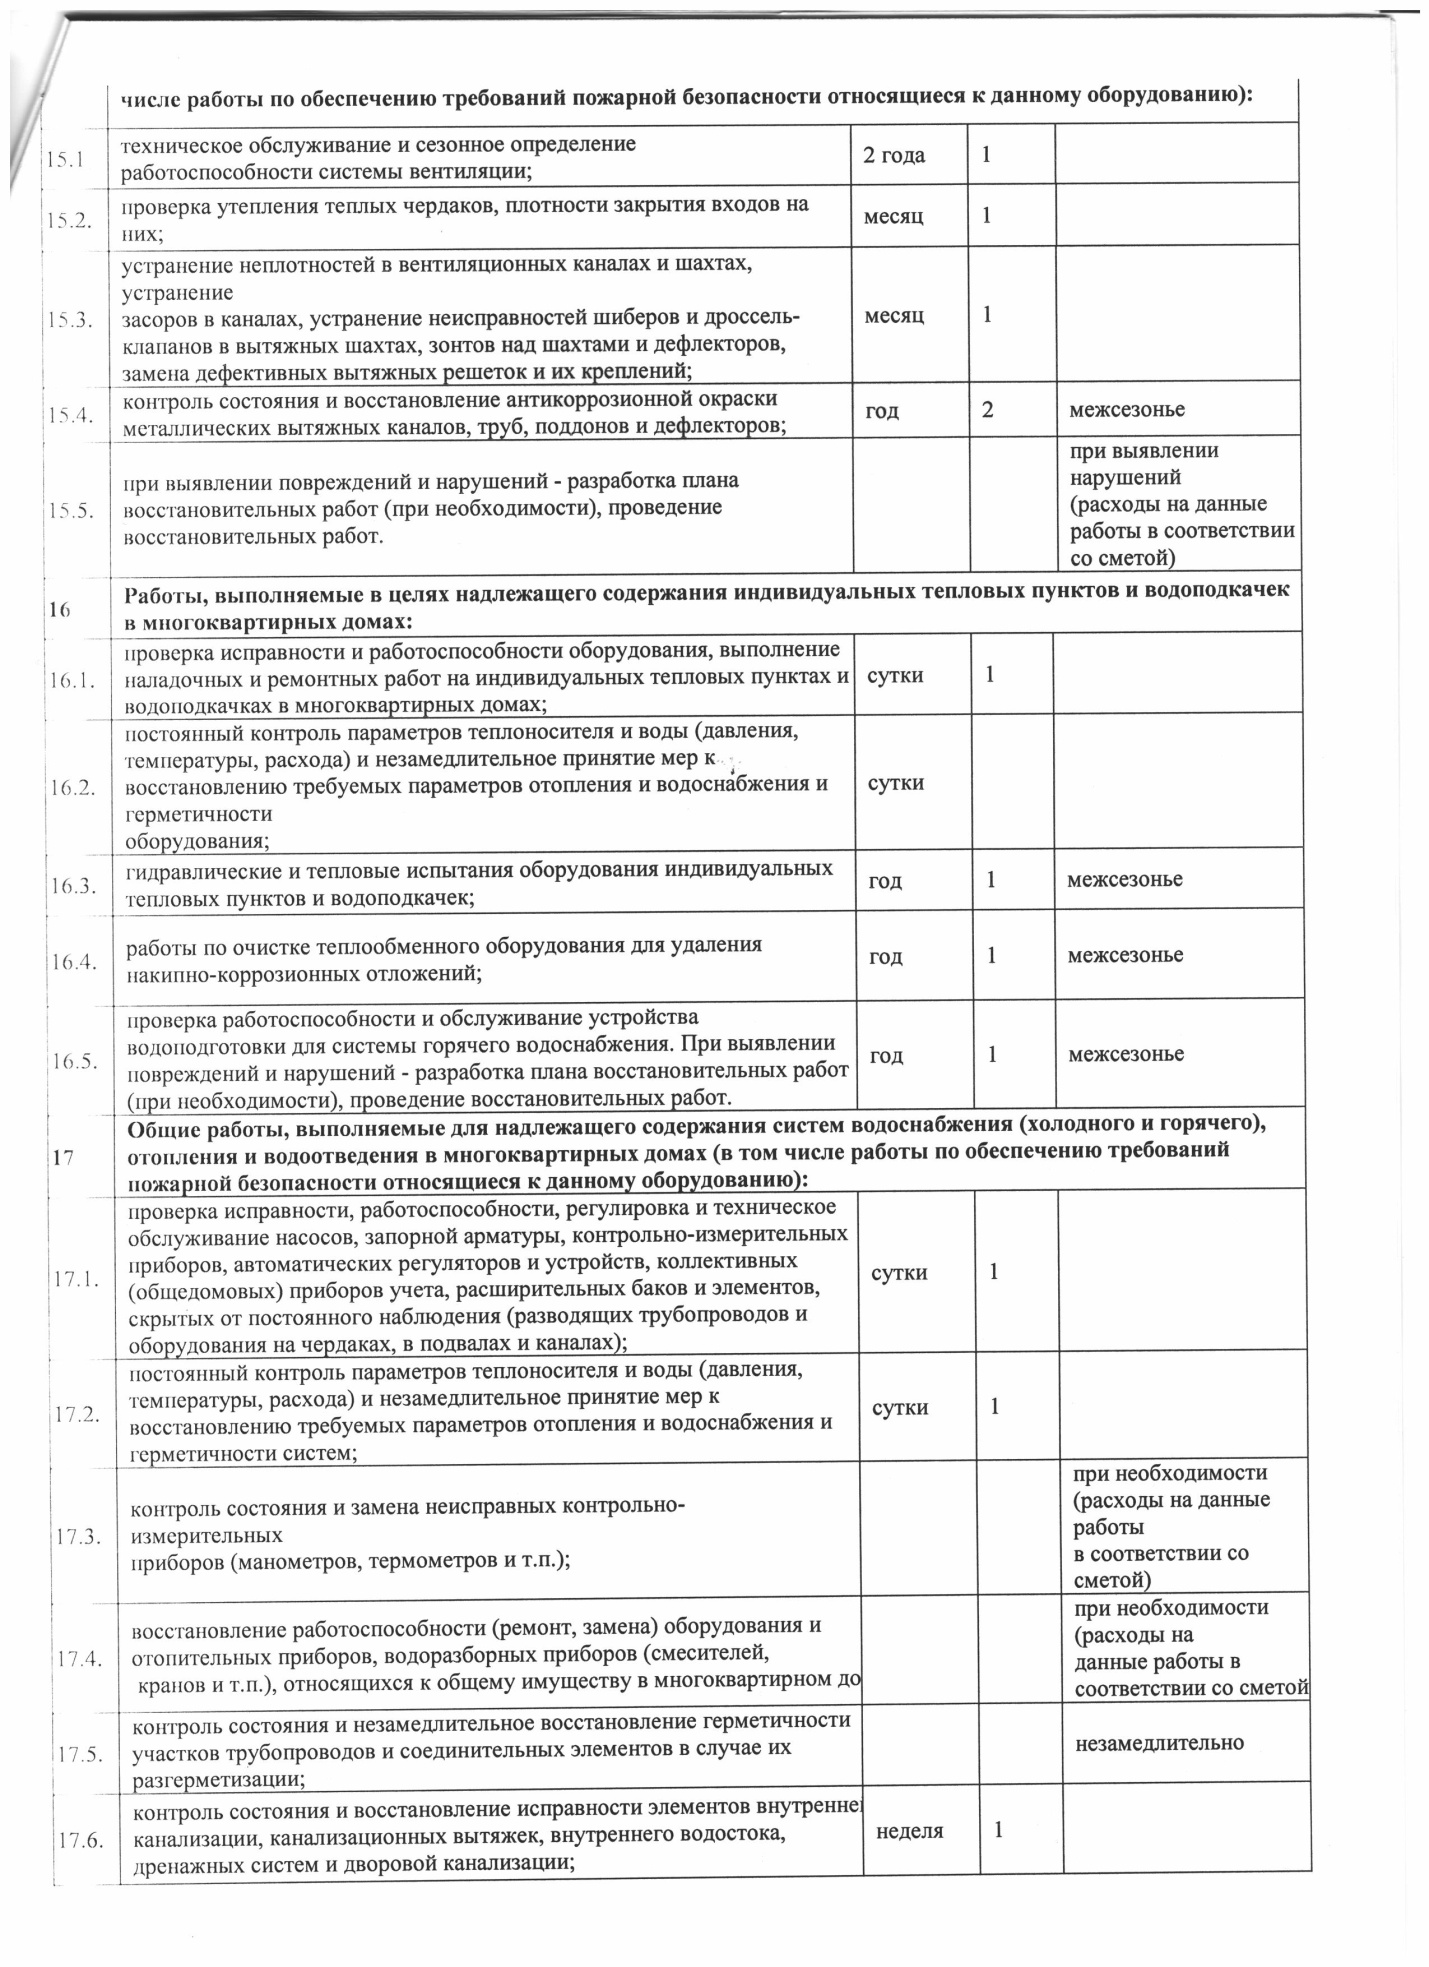 числе работы по обеспечению требований пожарной безопасности относящиеся к данному оборудованию):
15.1
техническое обслуживание и сезонное определение
работоспособности системы вентиляции;
2 года
1
15.2.
проверка утепления теплых чердаков, плотности закрытия входов на
них;
месяц
1
15.3.
устранение неплотностей в вентиляционных каналах и шахтах,
устранение
засоров в каналах, устранение неисправностей шиберов и дроссель-
клапанов в вытяжных шахтах, зонтов над шахтами и дефлекторов,
замена дефективных вытяжных решеток и их креплений;
месяц
1
15.4.
контроль состояния и восстановление антикоррозионной окраски
металлических вытяжных каналов, труб, поддонов и дефлекторов;
год
2
межсезонье
15.5.
при выявлении повреждений и нарушений - разработка плана
восстановительных работ (при необходимости), проведение
восстановительных работ.
при выявлении
нарушений
(расходы на данные
работы в соответствии
со сметой)
16
Работы, выполняемые в целях надлежащего содержания индивидуальных тепловых пунктов и водоподкачек
в многоквартирных домах:
16.1.
проверка исправности и работоспособности оборудования, выполнение
наладочных и ремонтных работ на индивидуальных тепловых пунктах и
водоподкачках в многоквартирных домах;
сутки
1
16.2.
постоянный контроль параметров теплоносителя и воды (давления,
температуры, расхода) и незамедлительное принятие мер к
восстановлению требуемых параметров отопления и водоснабжения и
герметичности
оборудования;
сутки
16.3.
гидравлические и тепловые испытания оборудования индивидуальных
тепловых пунктов и водоподкачек;
год
1
межсезонье
16.4.
работы по очистке теплообменного оборудования для удаления
накипно-коррозионных отложений;
год
1
межсезонье
16.5.
проверка работоспособности и обслуживание устройства
водоподготовки для системы горячего водоснабжения. При выявлении
повреждений и нарушений - разработка плана восстановительных работ
(при необходимости), проведение восстановительных работ.
год
1
межсезонье
17
Общие работы, выполняемые для надлежащего содержания систем водоснабжения (холодного и горячего),
отопления и водоотведения в многоквартирных домах (в том числе работы по обеспечению требований
пожарной безопасности относящиеся к данному оборудованию):
17.1.
проверка исправности, работоспособности, регулировка и техническое
обслуживание насосов, запорной арматуры, контрольно-измерительных
приборов, автоматических регуляторов и устройств, коллективных
(общедомовых) приборов учета, расширительных баков и элементов,
скрытых от постоянного наблюдения (разводящих трубопроводов и
оборудования на чердаках, в подвалах и каналах);
сутки
1
17.2.
постоянный контроль параметров теплоносителя и воды (давления,
температуры, расхода) и незамедлительное принятие мер к
восстановлению требуемых параметров отопления и водоснабжения и
герметичности систем;
сутки
1
17.3.
контроль состояния и замена неисправных контрольно-
измерительных
приборов (манометров, термометров и т.п.);
при необходимости
(расходы на данные
работы
в соответствии со
сметой)
17.4.
восстановление работоспособности (ремонт, замена) оборудования и
отопительных приборов, водоразборных приборов (смесителей,
кранов и т.п.), относящихся к общему имуществу в многоквартирном до
при необходимости
(расходы на
данные работы в
соответствии со сметой
17.5.
контроль состояния и незамедлительное восстановление герметичности
участков трубопроводов и соединительных элементов в случае их
разгерметизации;
незамедлительно
17.6.
контроль состояния и восстановление исправности элементов внутренне
канализации, канализационных вытяжек, внутреннего водостока,
дренажных систем и дворовой канализации;
неделя
1